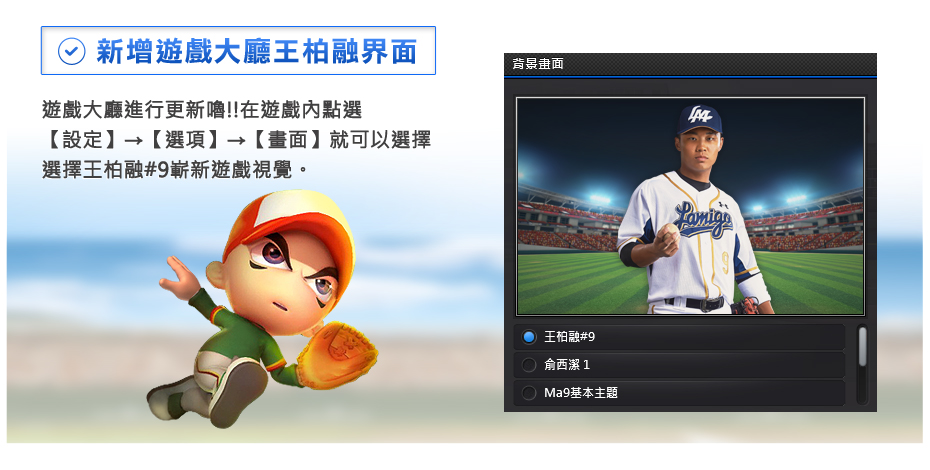 新增遊戲大廳王柏融界面
遊戲大廳進行更新嚕!!在遊戲內點選
【設定】→【選項】→【畫面】就可以選擇
選擇王柏融#9嶄新遊戲視覺。
背景畫面
LM
Lamigo
9
王柏融#9
俞西潔 1
Ma9基本主題